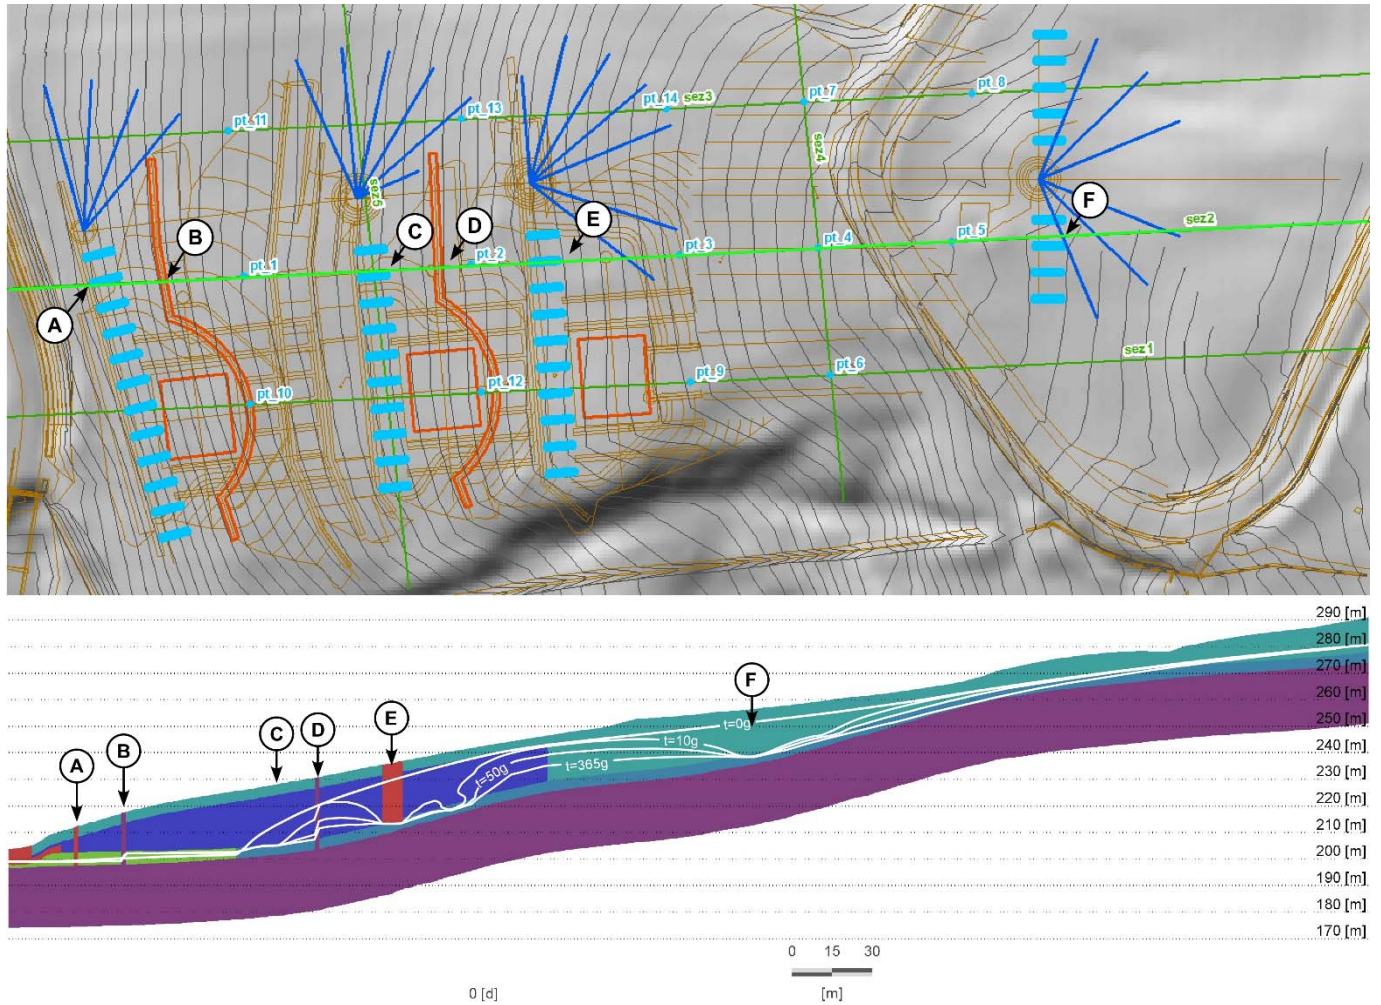 pt_11
pt_13
pt_14
sez3
pt_7
pt_8
sez4
sez5
A
B
C
D
E
F
pt_1
pt_2
pt_3
pt_4
pt_5
sez2
pt_10
pt_12
pt_9
pt_6
sez1
290 [m]
280 [m]
270 [m]
260 [m]
250 [m]
240 [m]
230 [m]
220 [m]
210 [m]
200 [m]
190 [m]
180 [m]
170 [m]
A
B
C
D
E
F
t=0g
t=10g
t=50g
t=365g
0 15 30
0 [d]
[m]